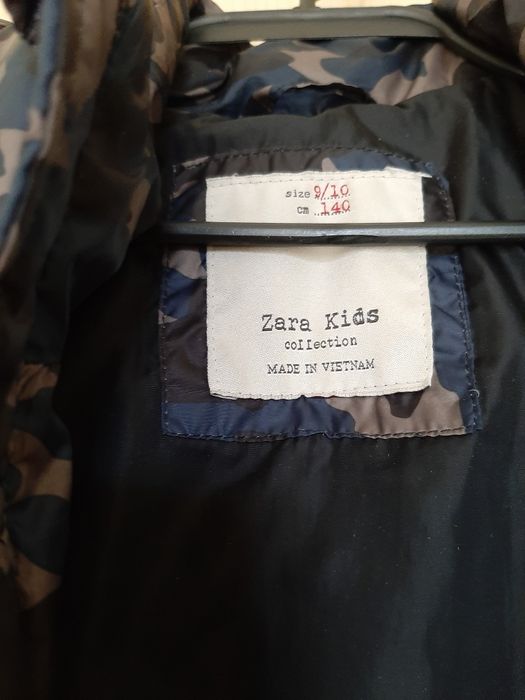 size 9/10
cm 140
Zara Kids
collection
MADE IN VIETNAM